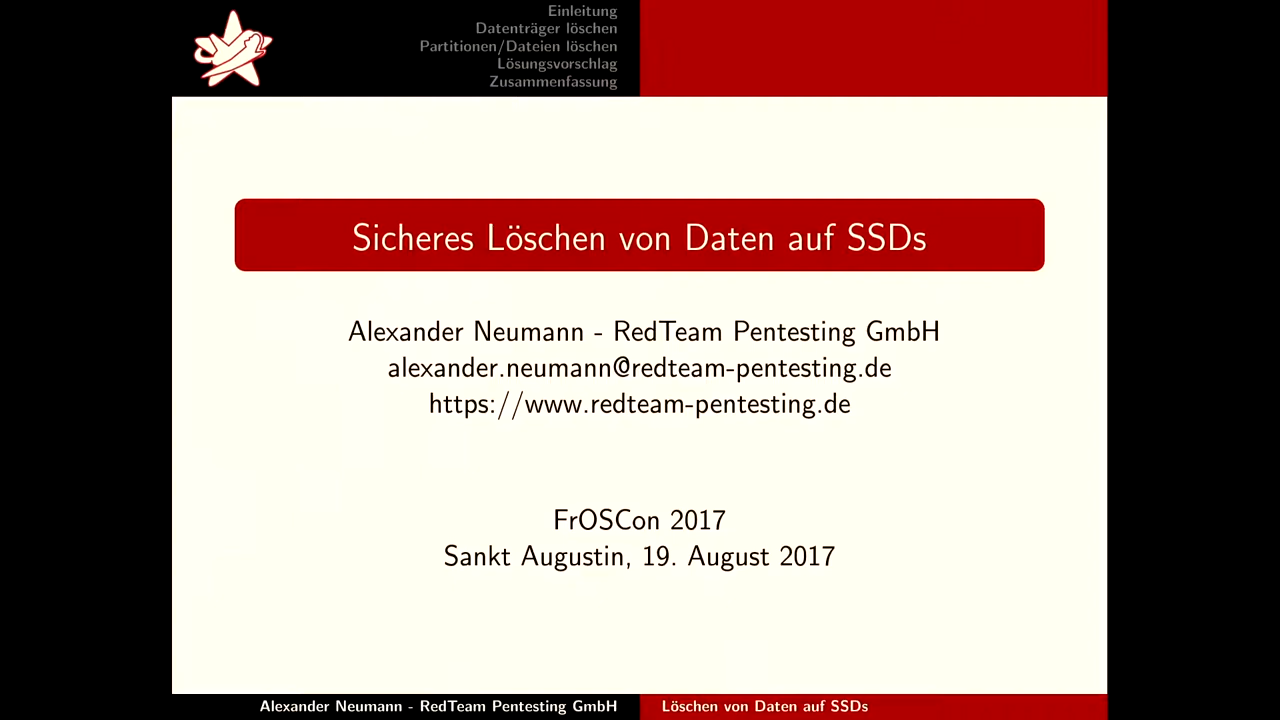 Einleitung
Datenträger löschen
Partitionen/Dateien löschen
Lösungsvorschlag
Zusammenfassung
Sicheres Löschen von Daten auf SSDs
Alexander Neumann - RedTeam Pentesting GmbH
alexander.neumann@redteam-pentesting.de
https://www.redteam-pentesting.de
FrOSCon 2017
Sankt Augustin, 19. August 2017
Alexander Neumann - RedTeam Pentesting GmbH
Löschen von Daten auf SSDs